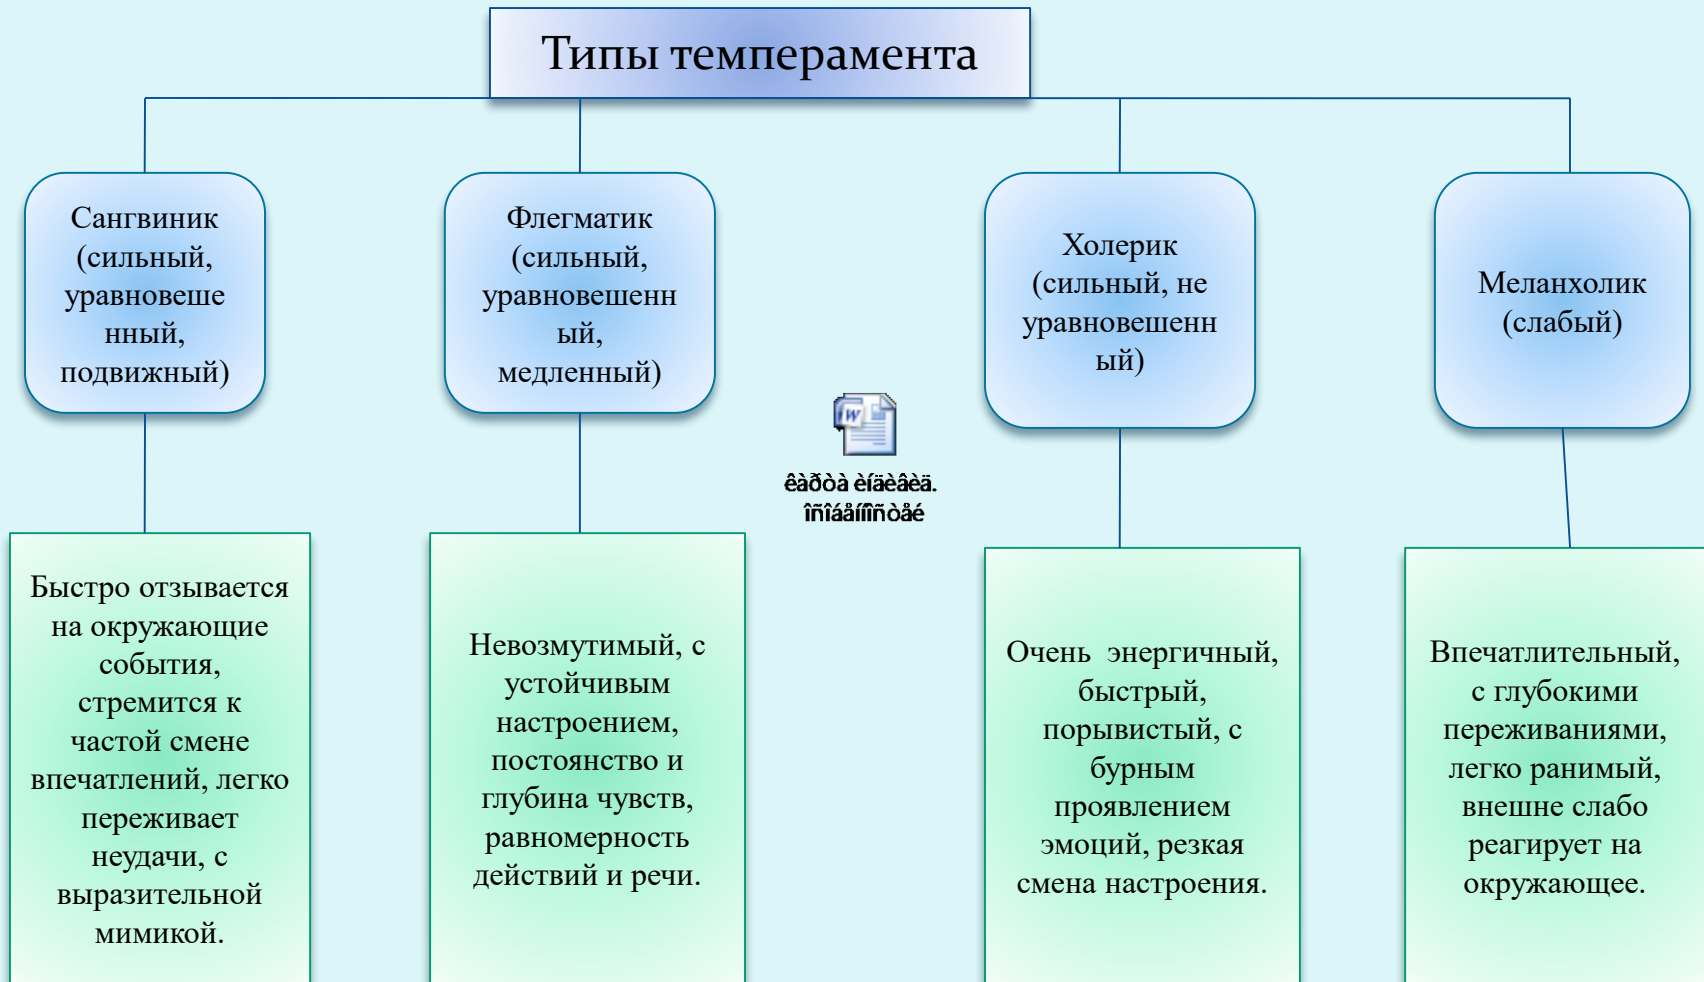 Типы темперамента
Сангвиник
(сильный,
уравновеше
нный,
подвижный)
Флегматик
(сильный,
уравновешенн
ый,
медленный)
Холерик
(сильный, не
уравновешенн
ый)
Меланхолик
(слабый)
êàðòà èíäèâèä.
îñîáåííîñòåé
Быстро отзывается
на окружающие
события,
стремится к
частой смене
впечатлений, легко
переживает
неудачи, с
выразительной
мимикой.
Невозмутимый, с
устойчивым
настроением,
постоянство и
глубина чувств,
равномерность
действий и речи.
Очень  энергичный,
быстрый,
порывистый, с
бурным
проявлением
эмоций, резкая
смена настроения.
Впечатлительный,
с глубокими
переживаниями,
легко ранимый,
внешне слабо
реагирует на
окружающее.